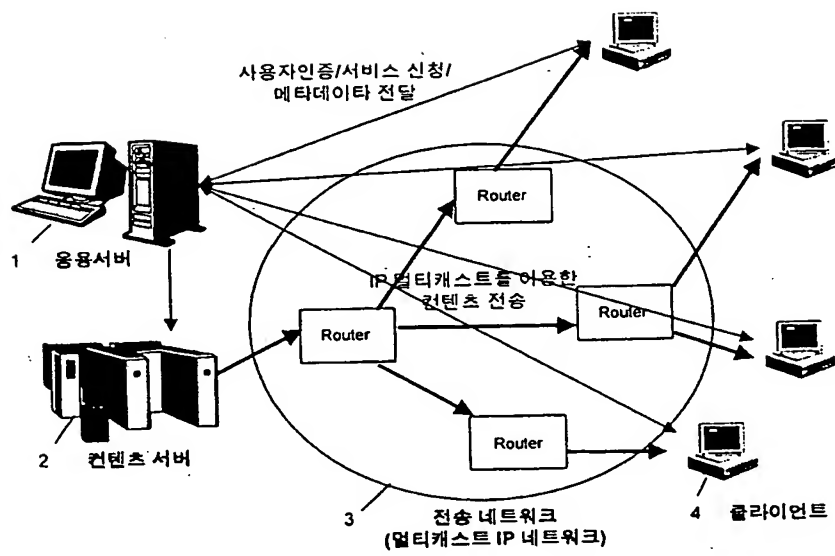 사용자인증/서비스 신청/
메타데이타 전달
Router
1 응용서버
IP 멀티캐스트를 이용한
컨텐츠 전송
Router
Router
Router
2 컨텐츠 서버
3 전송 네트워크
(멀티캐스트 IP 네트워크)
4 클라이언트